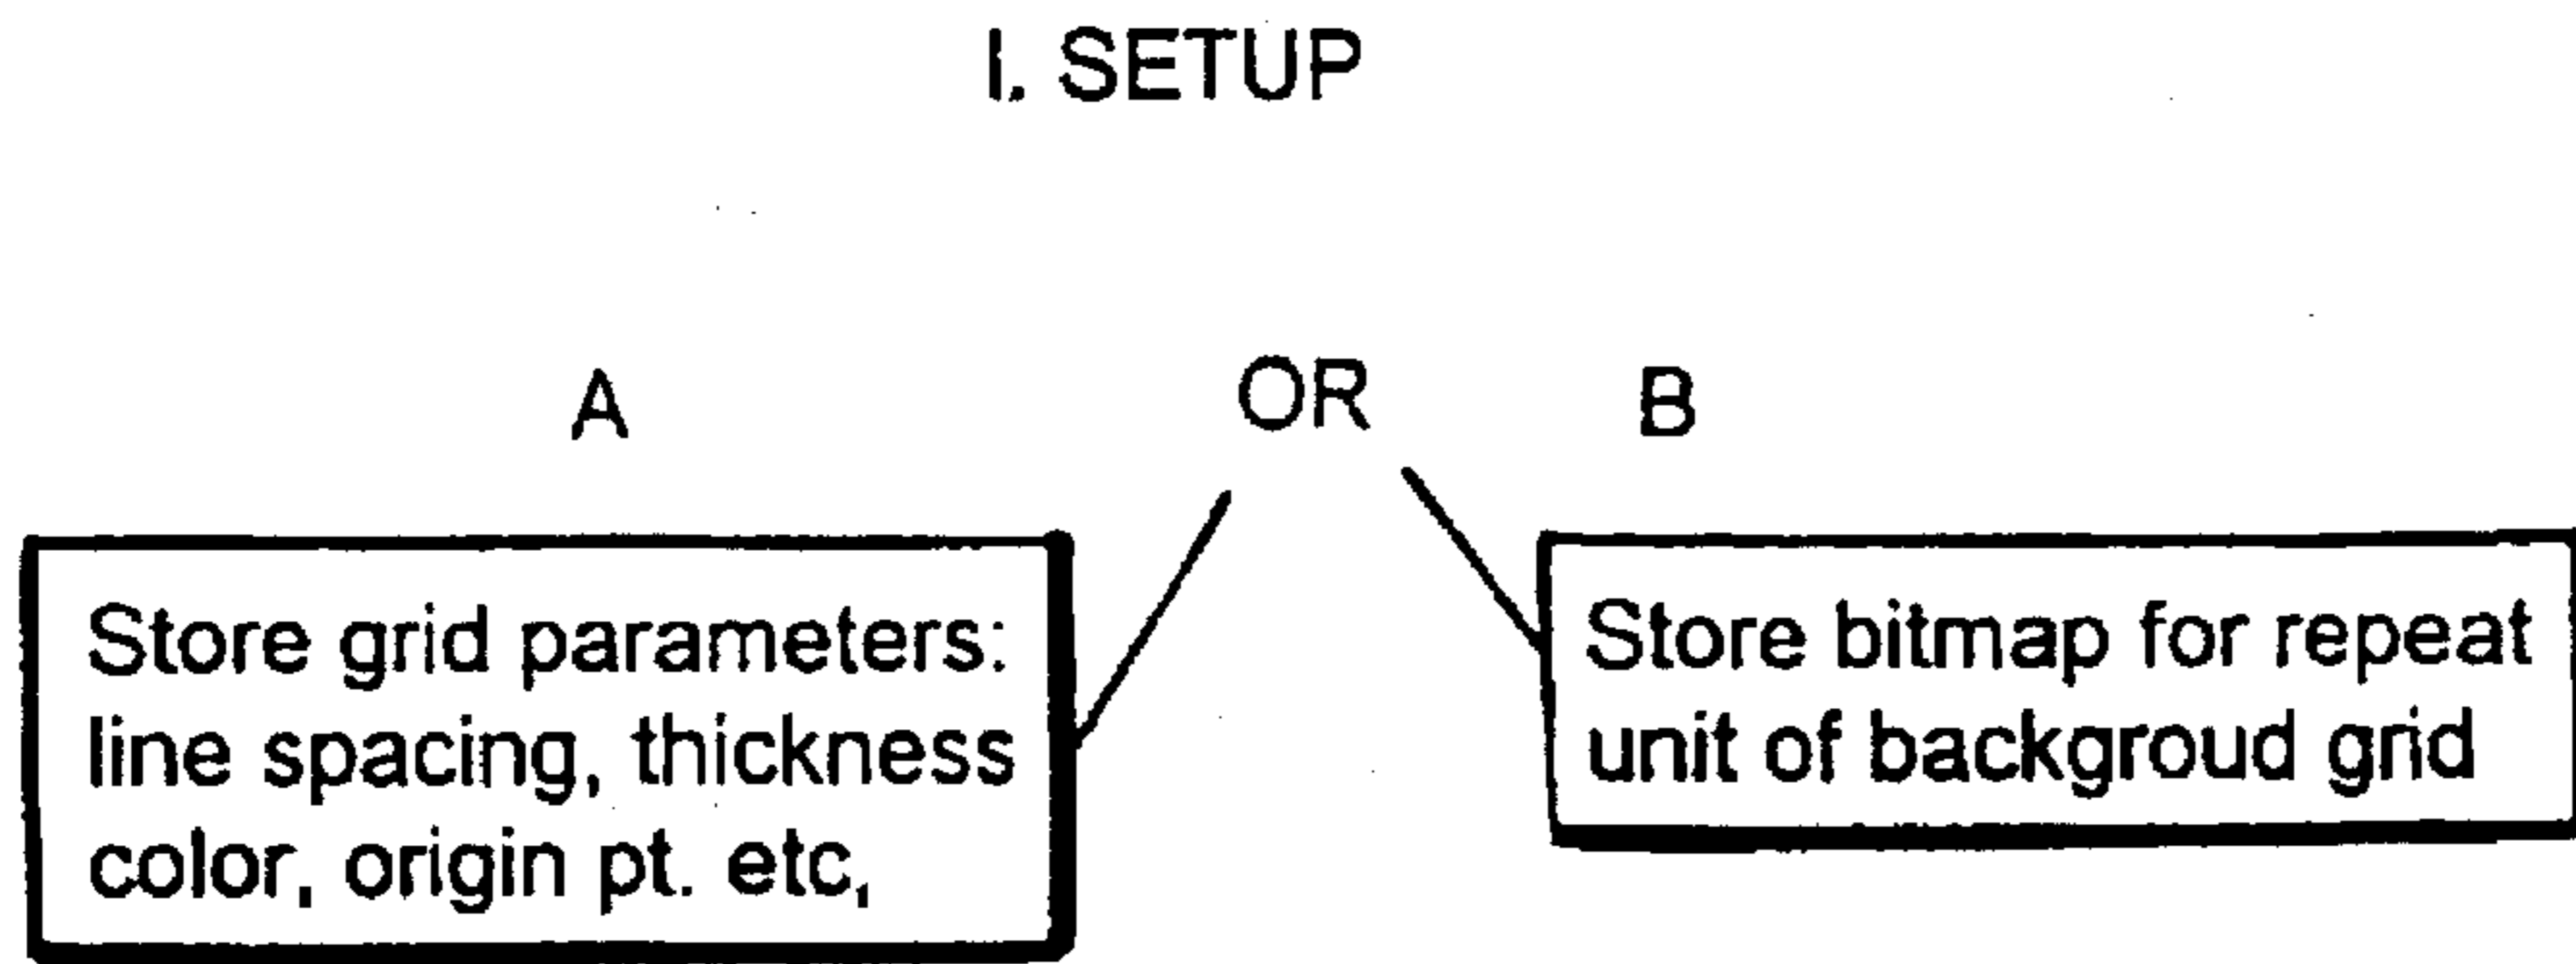 I. SETUP
A OR B
Store grid parameters:
line spacing, thickness
color, origin pt. etc,
Store bitmap for repeat
unit of backgroud grid